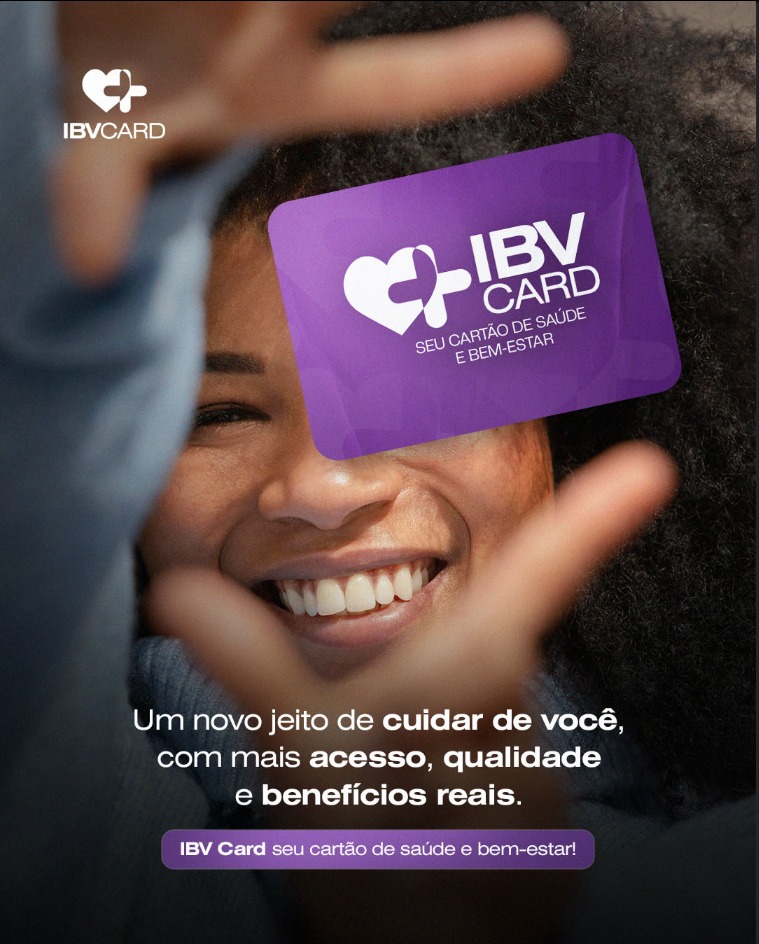 IBVCARD
IBV
CARD
SEU CARTÃO DE SAÚDE
E BEM-ESTAR
Um novo jeito de cuidar de você,
com mais acesso, qualidade
e benefícios reais.
IBV Card seu cartão de saúde e bem-estar!